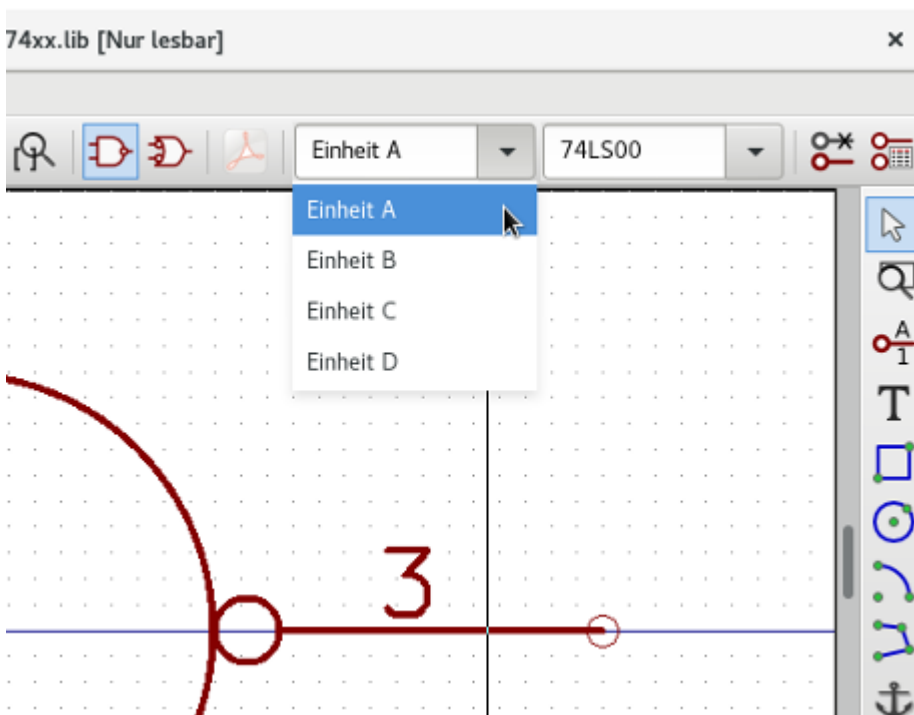 74xx.lib [Nur lesbar]
Einheit A
74LS00
Einheit A
Einheit B
Einheit C
Einheit D
A
1
T
3